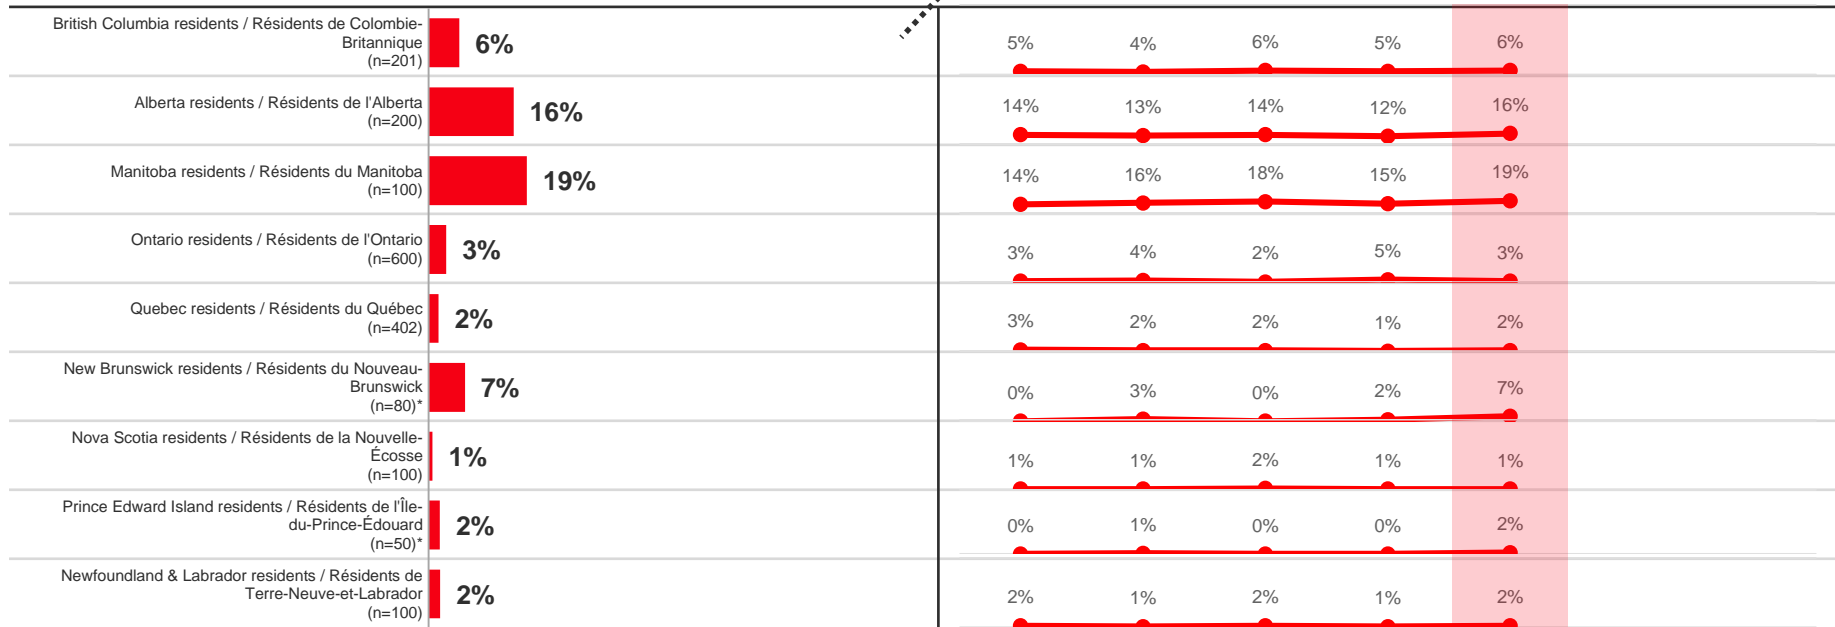 British Columbia residents / Résidents de Colombie-
Britannique
(n=201)
6%
5% 4% 6% 5% 6%
Alberta residents / Résidents de l'Alberta
(n=200)
16%
14% 13% 14% 12% 16%
Manitoba residents / Résidents du Manitoba
(n=100)
19%
14% 16% 18% 15% 19%
Ontario residents / Résidents de l'Ontario
(n=600)
3%
3% 4% 2% 5% 3%
Quebec residents / Résidents du Québec
(n=402)
2%
3% 2% 2% 1% 2%
New Brunswick residents / Résidents du Nouveau-
Brunswick
(n=80)*
7%
0% 3% 0% 2% 7%
Nova Scotia residents / Résidents de la Nouvelle-
Écosse
(n=100)
1%
1% 1% 2% 1% 1%
Prince Edward Island residents / Résidents de l'Île-
du-Prince-Édouard
(n=50)*
2%
0% 1% 0% 0% 2%
Newfoundland & Labrador residents / Résidents de
Terre-Neuve-et-Labrador
(n=100)
2%
2% 1% 2% 1% 2%